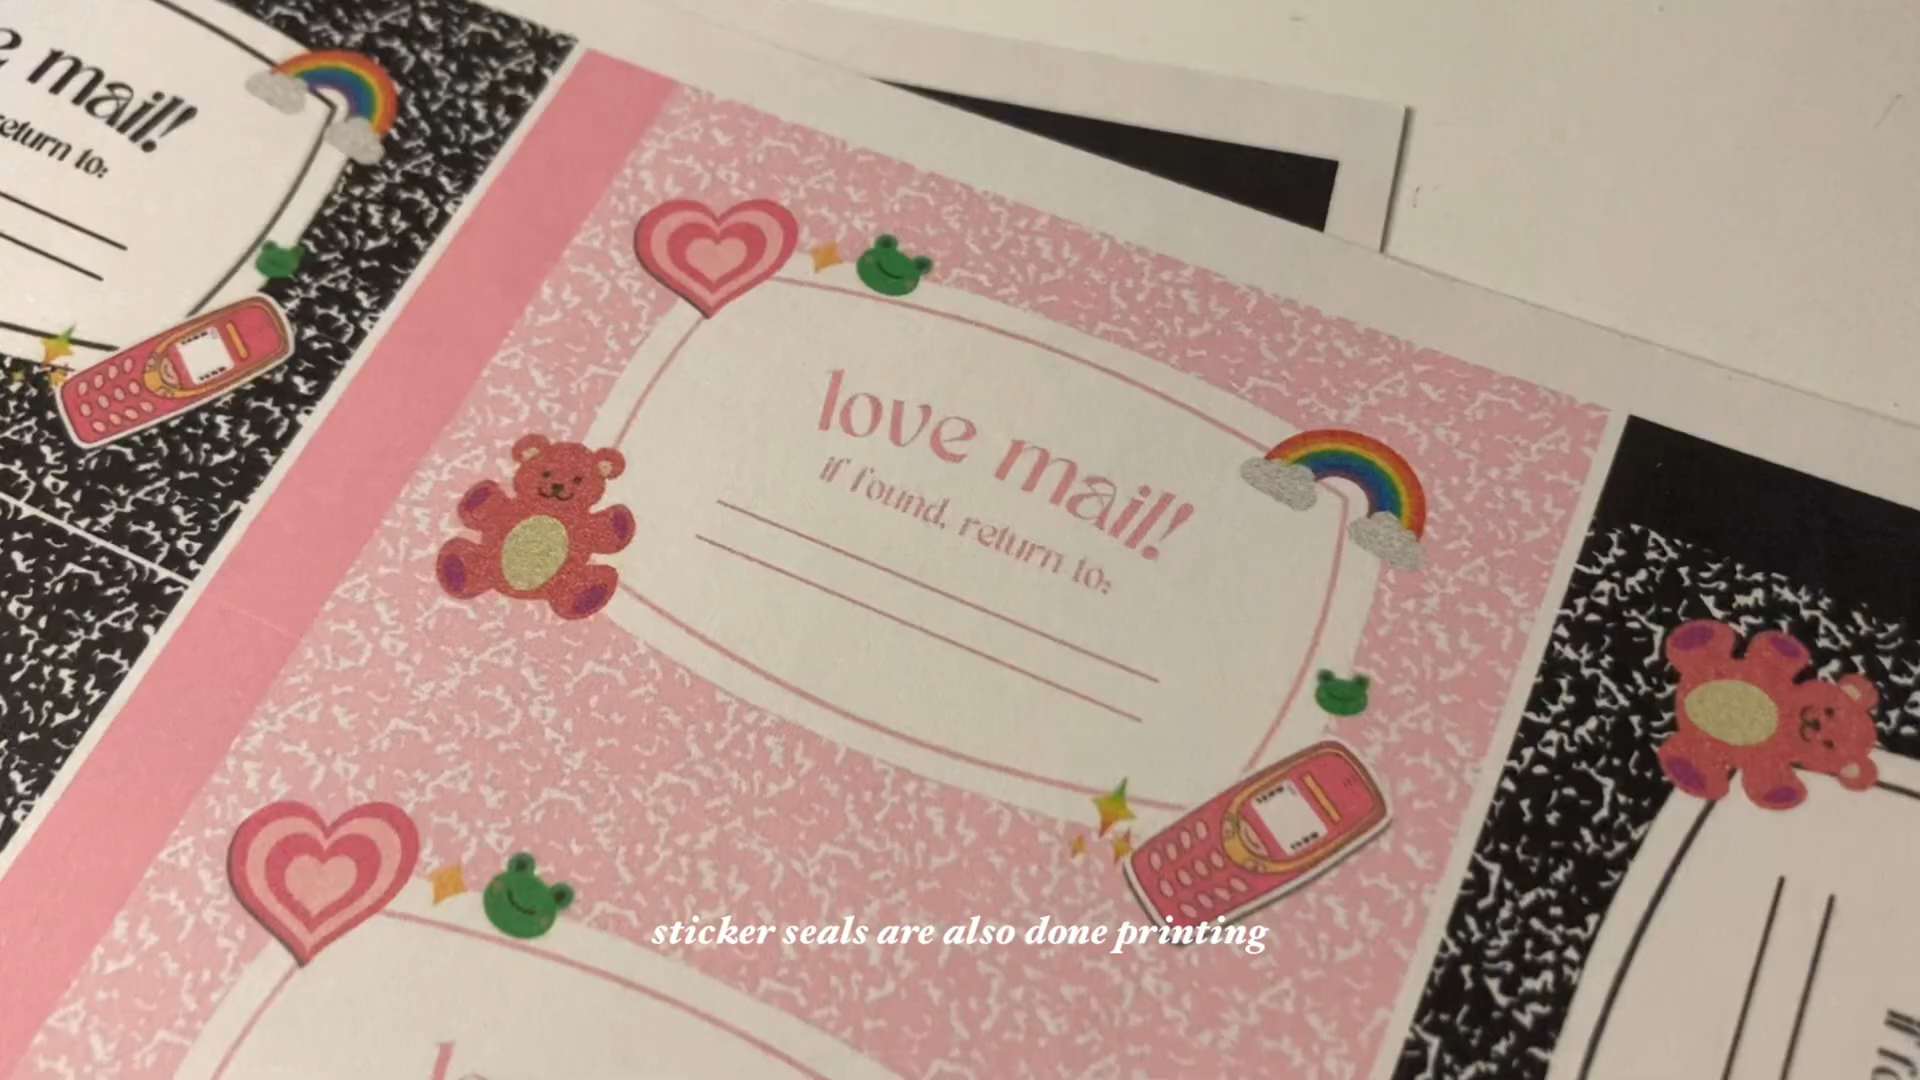 mail!
return to:
love mail!
if found, return to:
sticker seals are also done printing